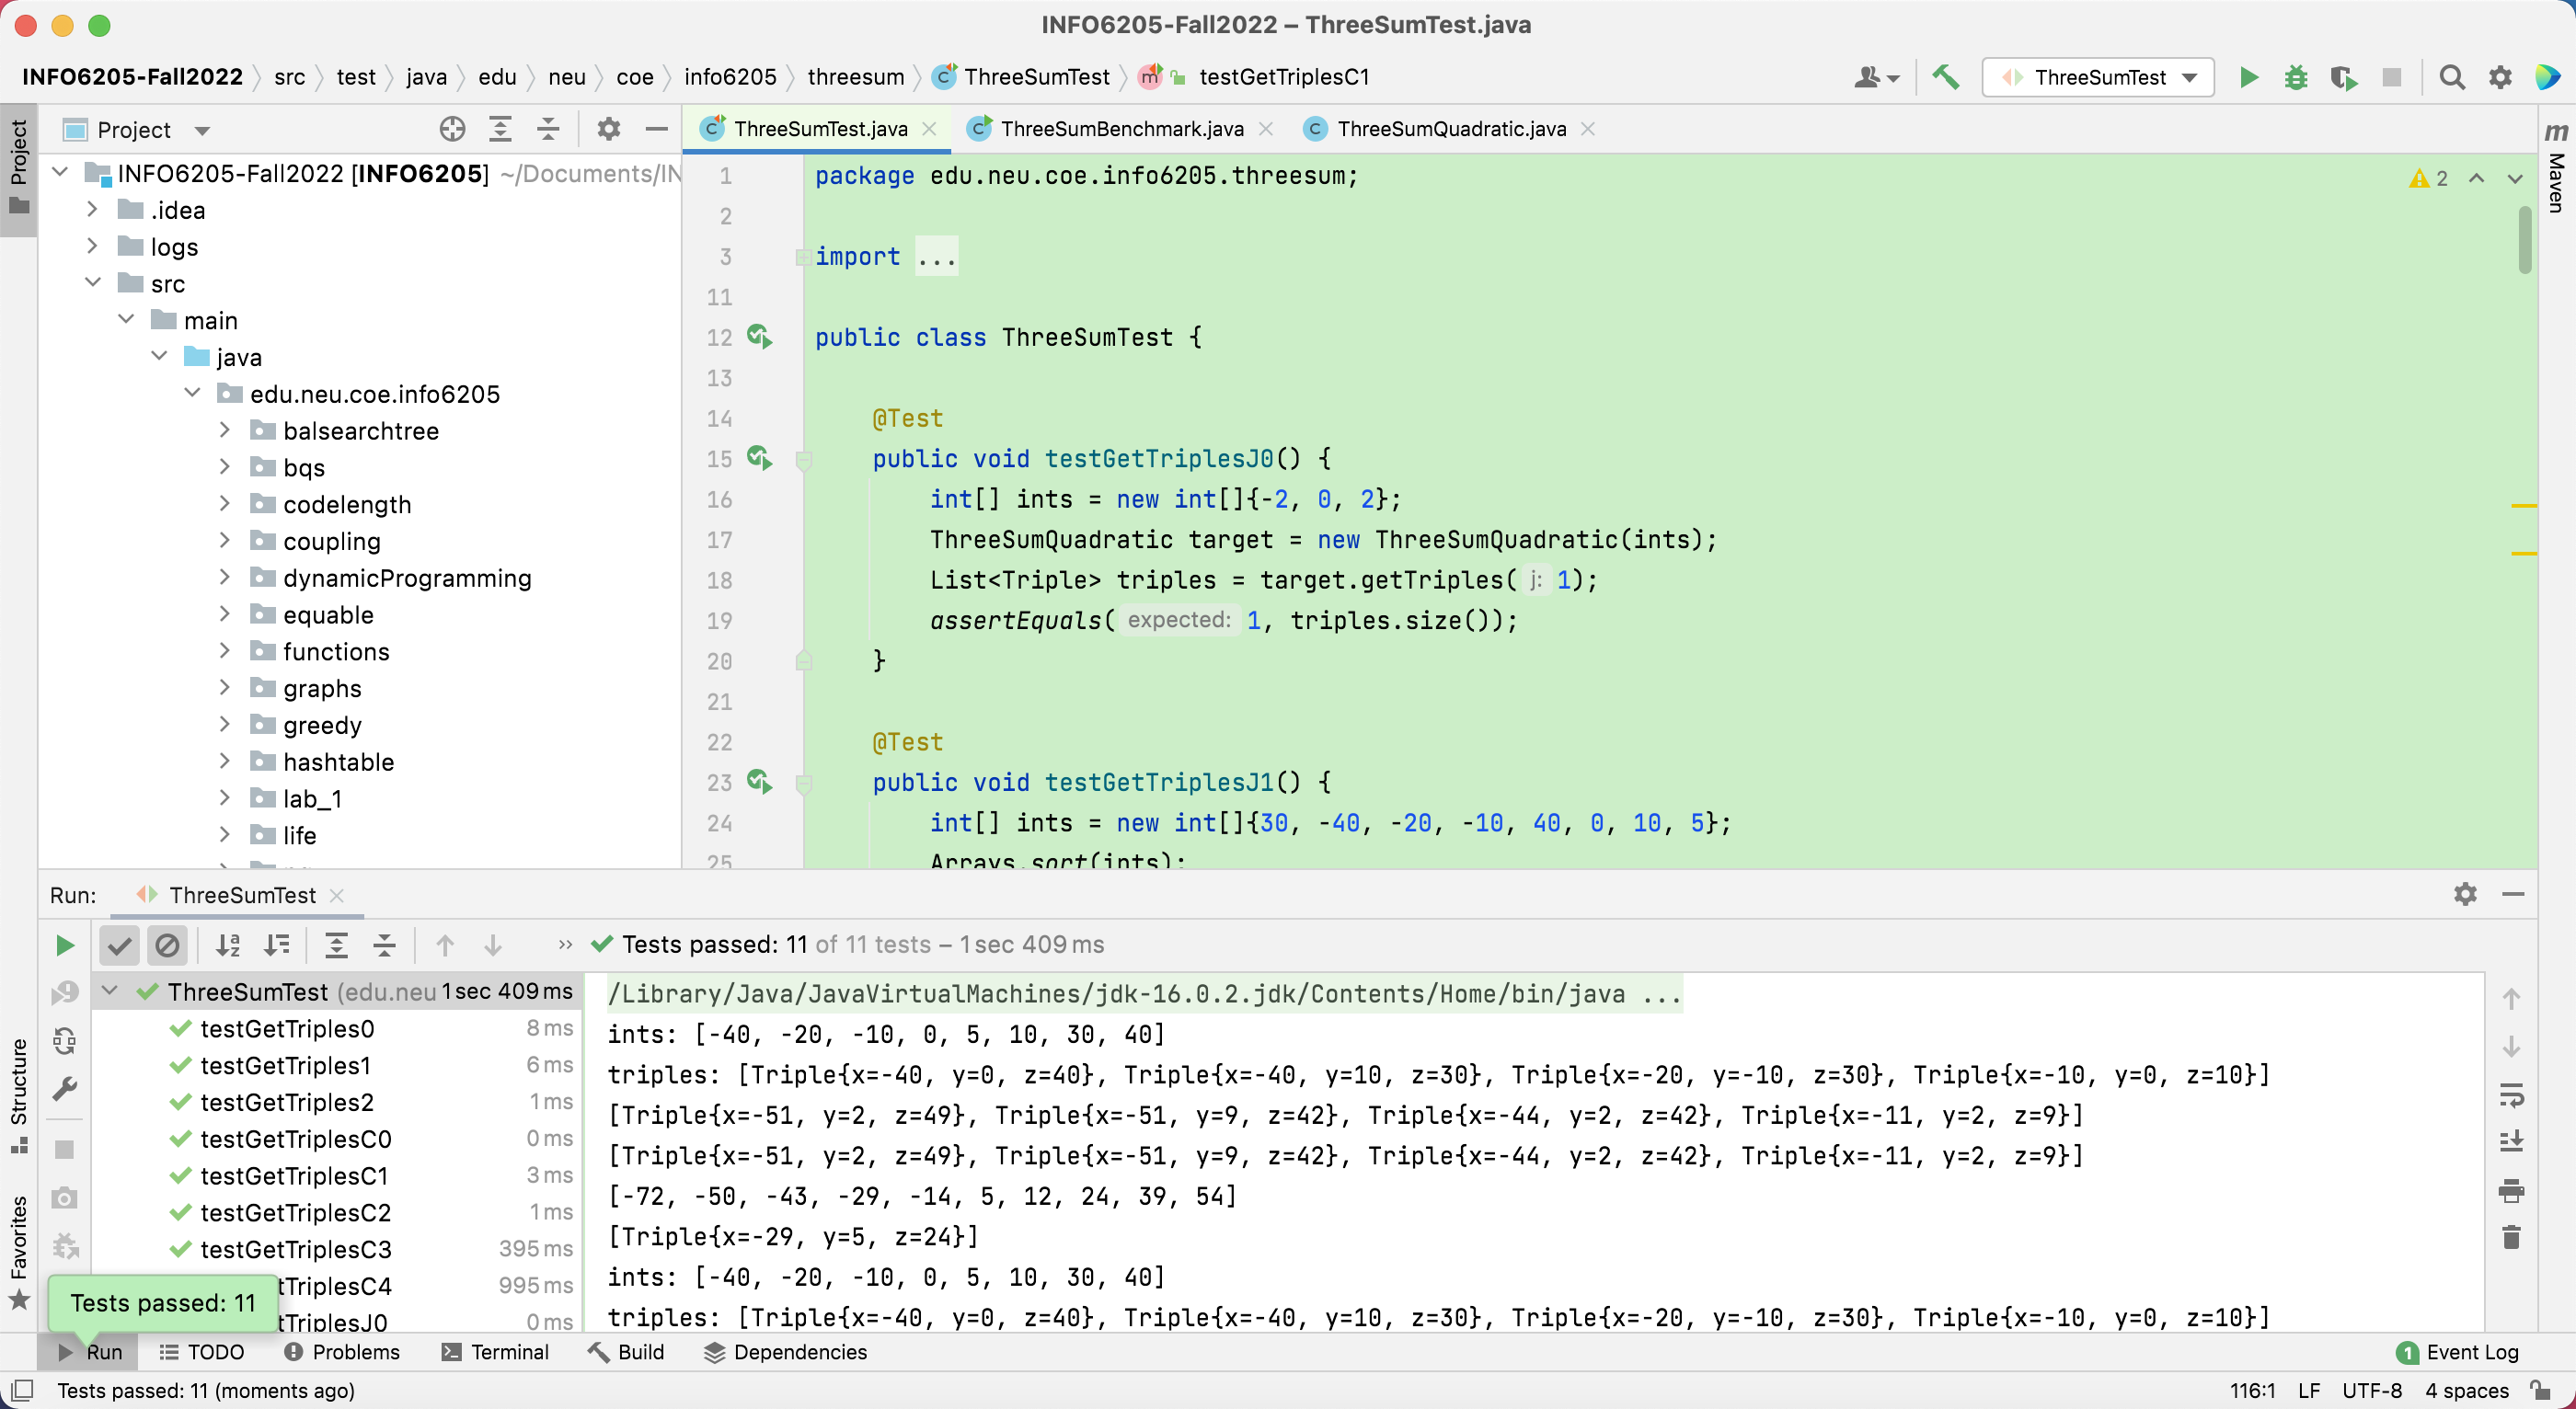 INFO6205-Fall2022 – ThreeSumTest.java
INFO6205-Fall2022 src test java edu neu coe info6205 threesum ThreeSumTest testGetTriplesC1
ThreeSumTest
Project
Project
INFO6205-Fall2022 [INFO6205] ~/Documents/IN
.idea
logs
src
main
java
edu.neu.coe.info6205
balsearchtree
bqs
codelength
coupling
dynamicProgramming
equable
functions
graphs
greedy
hashtable
lab_1
life
ThreeSumTest.java ThreeSumBenchmark.java ThreeSumQuadratic.java
Maven
2
1 package edu.neu.coe.info6205.threesum;
2
3 import ...
11
12 public class ThreeSumTest {
13
14 @Test
15 public void testGetTriplesJ0() {
16 int[] ints = new int[]{-2, 0, 2};
17 ThreeSumQuadratic target = new ThreeSumQuadratic(ints);
18 List<Triple> triples = target.getTriples( j: 1);
19 assertEquals( expected: 1, triples.size());
20 }
21
22 @Test
23 public void testGetTriplesJ1() {
24 int[] ints = new int[]{30, -40, -20, -10, 40, 0, 10, 5};
25 Arrays.sort(ints);
Run: ThreeSumTest
Tests passed: 11 of 11 tests – 1 sec 409 ms
ThreeSumTest (edu.neu 1 sec 409 ms
testGetTriples0 8 ms
testGetTriples1 6 ms
testGetTriples2 1 ms
testGetTriplesC0 0 ms
testGetTriplesC1 3 ms
testGetTriplesC2 1 ms
testGetTriplesC3 395 ms
tTriplesC4 995 ms
tTriplesJ0 0 ms
Tests passed: 11
/Library/Java/JavaVirtualMachines/jdk-16.0.2.jdk/Contents/Home/bin/java ...
ints: [-40, -20, -10, 0, 5, 10, 30, 40]
triples: [Triple{x=-40, y=0, z=40}, Triple{x=-40, y=10, z=30}, Triple{x=-20, y=-10, z=30}, Triple{x=-10, y=0, z=10}]
[Triple{x=-51, y=2, z=49}, Triple{x=-51, y=9, z=42}, Triple{x=-44, y=2, z=42}, Triple{x=-11, y=2, z=9}]
[Triple{x=-51, y=2, z=49}, Triple{x=-51, y=9, z=42}, Triple{x=-44, y=2, z=42}, Triple{x=-11, y=2, z=9}]
[-72, -50, -43, -29, -14, 5, 12, 24, 39, 54]
[Triple{x=-29, y=5, z=24}]
ints: [-40, -20, -10, 0, 5, 10, 30, 40]
triples: [Triple{x=-40, y=0, z=40}, Triple{x=-40, y=10, z=30}, Triple{x=-20, y=-10, z=30}, Triple{x=-10, y=0, z=10}]
Structure
Favorites
Run TODO Problems Terminal Build Dependencies 1 Event Log
Tests passed: 11 (moments ago) 116:1 LF UTF-8 4 spaces